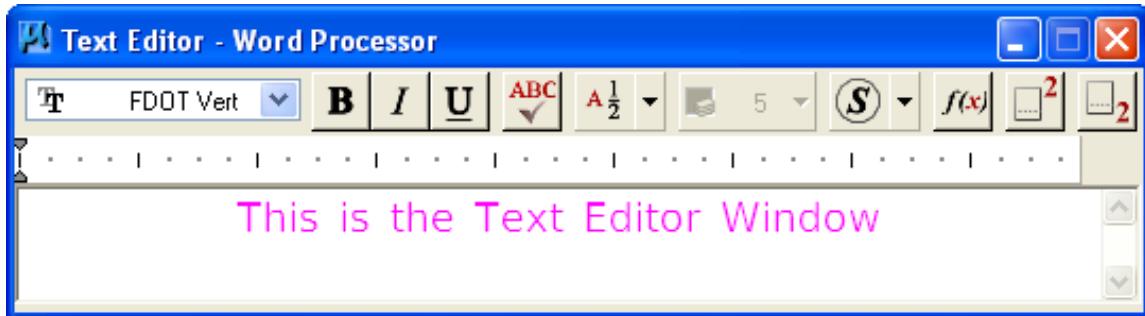 Text Editor - Word Processor
FDOT Vert B I U ABC A 1/2 5 S f(x) 2 2
This is the Text Editor Window